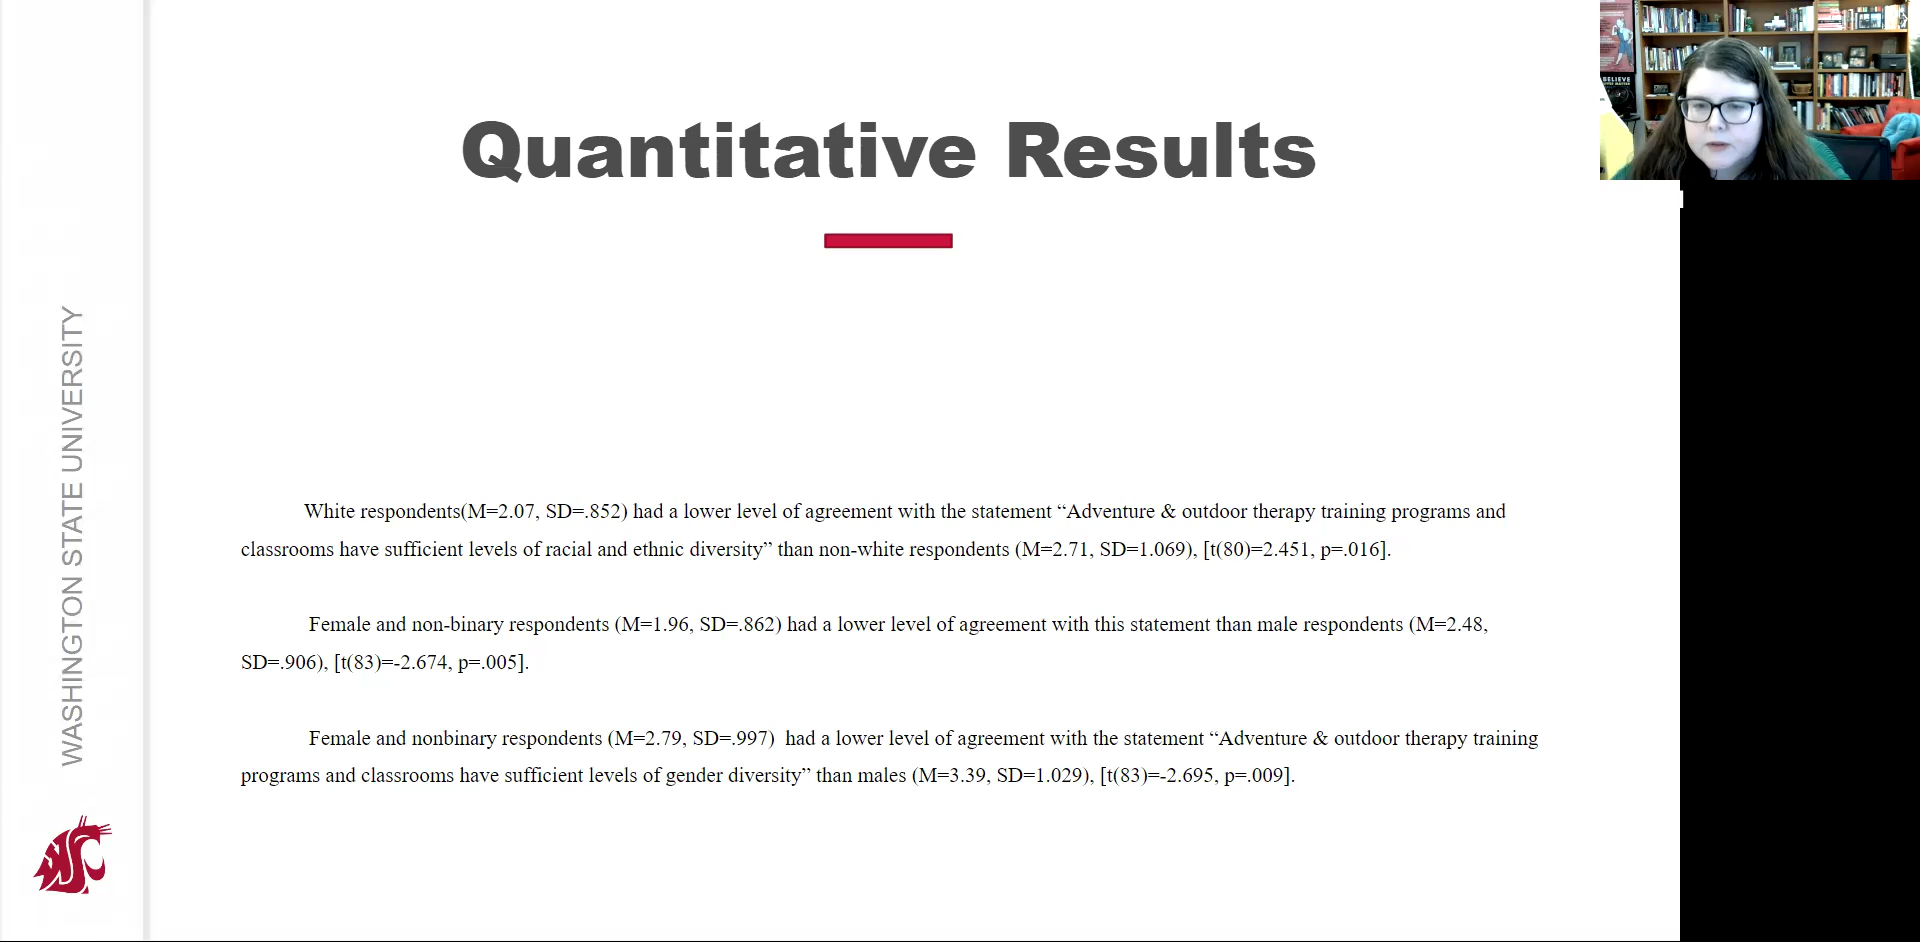 Quantitative Results
White respondents(M=2.07, SD=.852) had a lower level of agreement with the statement “Adventure & outdoor therapy training programs and
classrooms have sufficient levels of racial and ethnic diversity” than non-white respondents (M=2.71, SD=1.069), [t(80)=2.451, p=.016].
Female and non-binary respondents (M=1.96, SD=.862) had a lower level of agreement with this statement than male respondents (M=2.48,
SD=.906), [t(83)=-2.674, p=.005].
Female and nonbinary respondents (M=2.79, SD=.997)  had a lower level of agreement with the statement “Adventure & outdoor therapy training
programs and classrooms have sufficient levels of gender diversity” than males (M=3.39, SD=1.029), [t(83)=-2.695, p=.009].
WASHINGTON STATE UNIVERSITY
BELIEVE